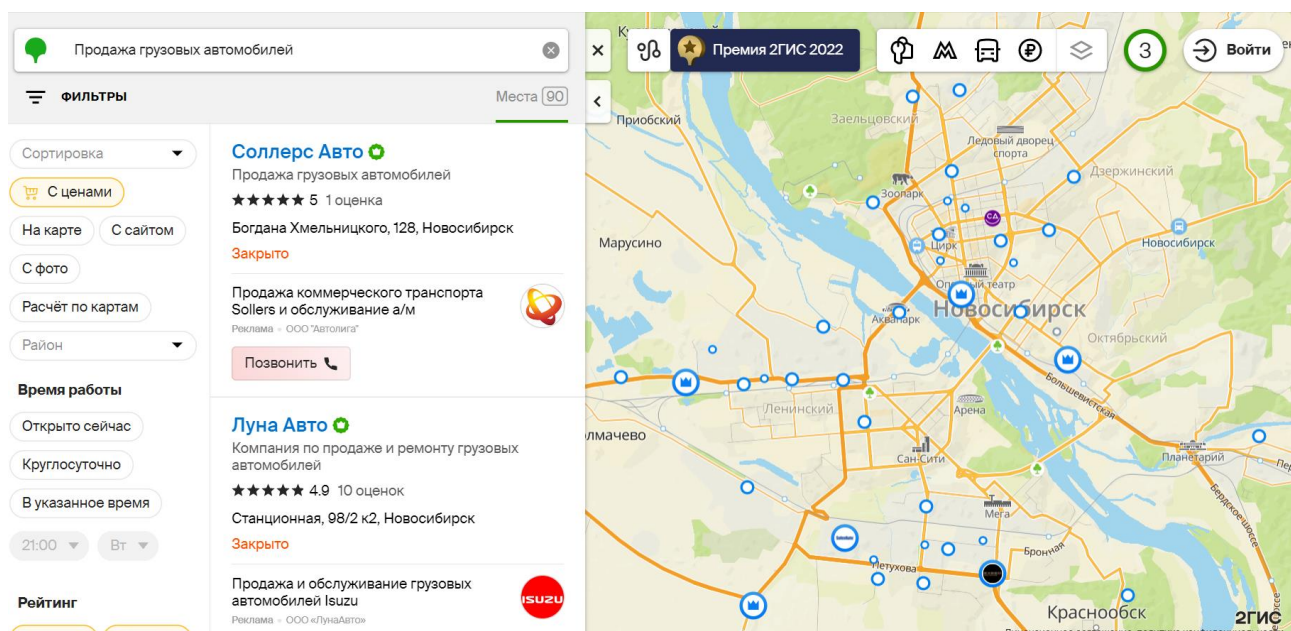 Продажа грузовых автомобилей
ФИЛЬТРЫ
Места 90
Сортировка
С ценами
На карте
С сайтом
С фото
Расчёт по картам
Район
Время работы
Открыто сейчас
Круглосуточно
В указанное время
21:00
Вт
Рейтинг
Соллерс Авто
Продажа грузовых автомобилей
5 1 оценка
Богдана Хмельницкого, 128, Новосибирск
Закрыто
Продажа коммерческого транспорта
Sollers и обслуживание а/м
Реклама - ООО "Автолига"
Позвонить
Луна Авто
Компания по продаже и ремонту грузовых
автомобилей
4.9 10 оценок
Станционная, 98/2 к2, Новосибирск
Закрыто
Продажа и обслуживание грузовых
автомобилей Isuzu
Реклама - ООО «ЛунаАвто»
ISUZU
Премия 2ГИС 2022
3
Войти
Приобский
Заельцовский
Ледовый дворец
спорта
Дзержинский
Зоопарк
СД
Марусино
Цирк
Новосибирск
Оперный театр
Новосибирск
Аквапарк
Октябрьский
Большевистская
Ленинский
Арена
лмачево
Сан-Сити
Планетарий
Мега
Бердское шоссе
Бронная
Петухова
Краснообск
2ГИС